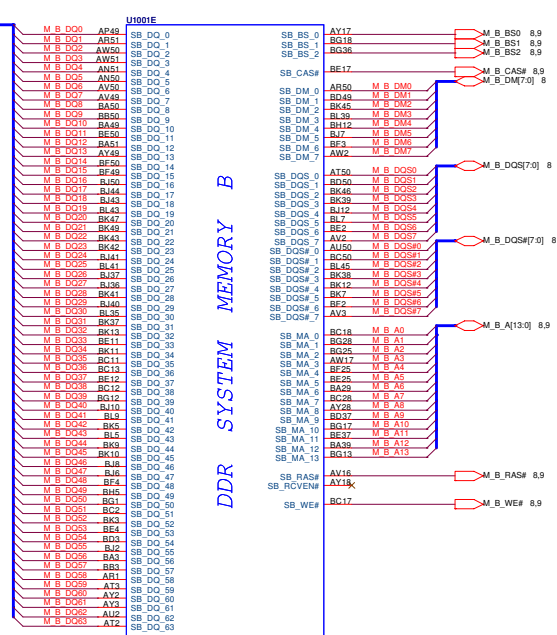 U1001E
M_B_DQ0 AP49 SB_DQ_0
M_B_DQ1 AR51 SB_DQ_1
M_B_DQ2 AW50 SB_DQ_2
M_B_DQ3 AW51 SB_DQ_3
M_B_DQ4 AN51 SB_DQ_4
M_B_DQ5 AN50 SB_DQ_5
M_B_DQ6 AV50 SB_DQ_6
M_B_DQ7 AV49 SB_DQ_7
M_B_DQ8 BA50 SB_DQ_8
M_B_DQ9 BB50 SB_DQ_9
M_B_DQ10 BA49 SB_DQ_10
M_B_DQ11 BE50 SB_DQ_11
M_B_DQ12 BA51 SB_DQ_12
M_B_DQ13 AY49 SB_DQ_13
M_B_DQ14 BF50 SB_DQ_14
M_B_DQ15 BF49 SB_DQ_15
M_B_DQ16 BJ50 SB_DQ_16
M_B_DQ17 BJ44 SB_DQ_17
M_B_DQ18 BJ43 SB_DQ_18
M_B_DQ19 BL43 SB_DQ_19
M_B_DQ20 BK47 SB_DQ_20
M_B_DQ21 BK49 SB_DQ_21
M_B_DQ22 BK43 SB_DQ_22
M_B_DQ23 BK42 SB_DQ_23
M_B_DQ24 BJ41 SB_DQ_24
M_B_DQ25 BL41 SB_DQ_25
M_B_DQ26 BJ37 SB_DQ_26
M_B_DQ27 BJ36 SB_DQ_27
M_B_DQ28 BK41 SB_DQ_28
M_B_DQ29 BJ40 SB_DQ_29
M_B_DQ30 BL35 SB_DQ_30
M_B_DQ31 BK37 SB_DQ_31
M_B_DQ32 BK13 SB_DQ_32
M_B_DQ33 BE11 SB_DQ_33
M_B_DQ34 BK11 SB_DQ_34
M_B_DQ35 BC11 SB_DQ_35
M_B_DQ36 BC13 SB_DQ_36
M_B_DQ37 BE12 SB_DQ_37
M_B_DQ38 BC12 SB_DQ_38
M_B_DQ39 BG12 SB_DQ_39
M_B_DQ40 BJ10 SB_DQ_40
M_B_DQ41 BL9 SB_DQ_41
M_B_DQ42 BK5 SB_DQ_42
M_B_DQ43 BL5 SB_DQ_43
M_B_DQ44 BK9 SB_DQ_44
M_B_DQ45 BK10 SB_DQ_45
M_B_DQ46 BJ8 SB_DQ_46
M_B_DQ47 BJ6 SB_DQ_47
M_B_DQ48 BF4 SB_DQ_48
M_B_DQ49 BH5 SB_DQ_49
M_B_DQ50 BG1 SB_DQ_50
M_B_DQ51 BC2 SB_DQ_51
M_B_DQ52 BK3 SB_DQ_52
M_B_DQ53 BE4 SB_DQ_53
M_B_DQ54 BD3 SB_DQ_54
M_B_DQ55 BJ2 SB_DQ_55
M_B_DQ56 BA3 SB_DQ_56
M_B_DQ57 BB3 SB_DQ_57
M_B_DQ58 AR1 SB_DQ_58
M_B_DQ59 AT3 SB_DQ_59
M_B_DQ60 AY2 SB_DQ_60
M_B_DQ61 AY3 SB_DQ_61
M_B_DQ62 AU2 SB_DQ_62
M_B_DQ63 AT2 SB_DQ_63
DDR SYSTEM MEMORY B
SB_BS_0 AY17 M_B_BS0 8,9
SB_BS_1 BG18 M_B_BS1 8,9
SB_BS_2 BG36 M_B_BS2 8,9
SB_CAS# BE17 M_B_CAS# 8,9
M_B_DM[7:0] 8
SB_DM_0 AR50 M_B_DM0
SB_DM_1 BD49 M_B_DM1
SB_DM_2 BK45 M_B_DM2
SB_DM_3 BL39 M_B_DM3
SB_DM_4 BH12 M_B_DM4
SB_DM_5 BJ7 M_B_DM5
SB_DM_6 BF3 M_B_DM6
SB_DM_7 AW2 M_B_DM7
M_B_DQS[7:0] 8
SB_DQS_0 AT50 M_B_DQS0
SB_DQS_1 BD50 M_B_DQS1
SB_DQS_2 BK46 M_B_DQS2
SB_DQS_3 BK39 M_B_DQS3
SB_DQS_4 BJ12 M_B_DQS4
SB_DQS_5 BL7 M_B_DQS5
SB_DQS_6 BE2 M_B_DQS6
SB_DQS_7 AV2 M_B_DQS7
M_B_DQS#[7:0] 8
SB_DQS#_0 AU50 M_B_DQS#0
SB_DQS#_1 BC50 M_B_DQS#1
SB_DQS#_2 BL45 M_B_DQS#2
SB_DQS#_3 BK38 M_B_DQS#3
SB_DQS#_4 BK12 M_B_DQS#4
SB_DQS#_5 BK7 M_B_DQS#5
SB_DQS#_6 BF2 M_B_DQS#6
SB_DQS#_7 AV3 M_B_DQS#7
M_B_A[13:0] 8,9
SB_MA_0 BC18 M_B_A0
SB_MA_1 BG28 M_B_A1
SB_MA_2 BG25 M_B_A2
SB_MA_3 AW17 M_B_A3
SB_MA_4 BF25 M_B_A4
SB_MA_5 BE25 M_B_A5
SB_MA_6 BA29 M_B_A6
SB_MA_7 BC28 M_B_A7
SB_MA_8 AY28 M_B_A8
SB_MA_9 BD37 M_B_A9
SB_MA_10 BG17 M_B_A10
SB_MA_11 BE37 M_B_A11
SB_MA_12 BA39 M_B_A12
SB_MA_13 BG13 M_B_A13
SB_RAS# AV16 M_B_RAS# 8,9
SB_RCVEN# AY18
SB_WE# BC17 M_B_WE# 8,9